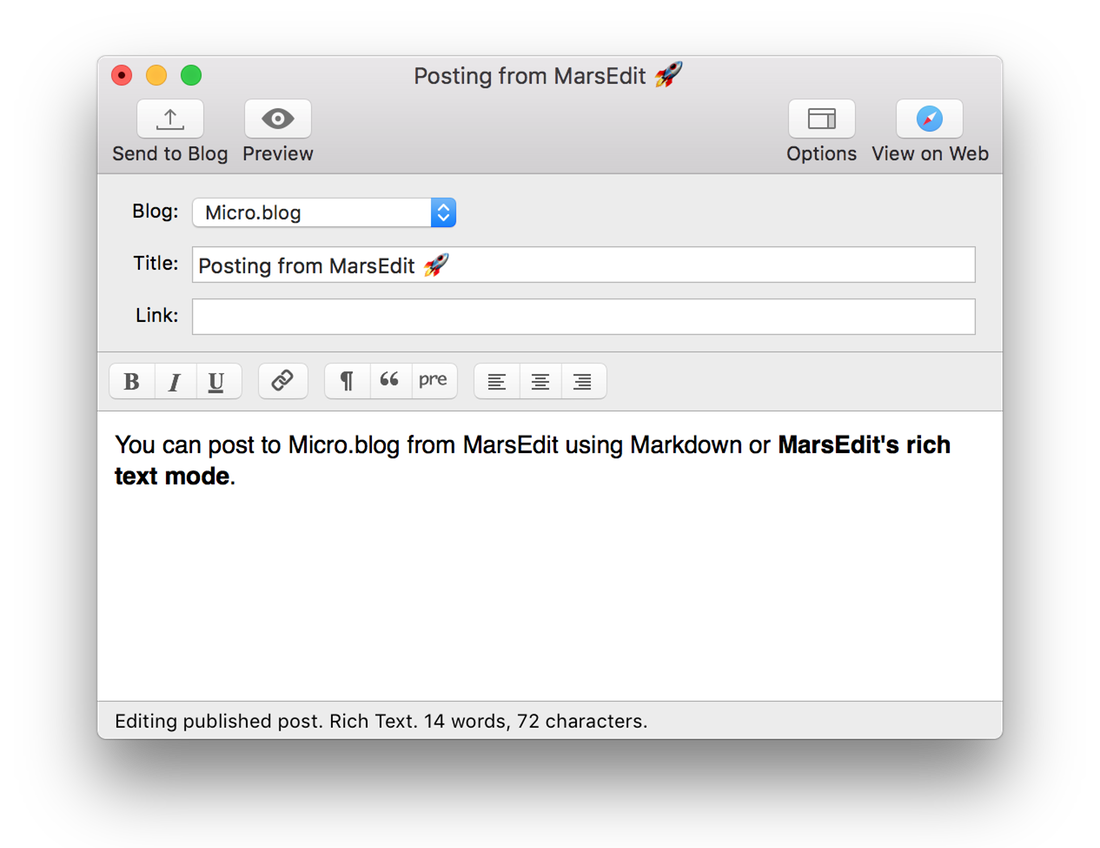 Posting from MarsEdit 🚀
Send to Blog Preview Options View on Web
Blog: Micro.blog
Title: Posting from MarsEdit 🚀
Link:
B I U ¶ “ pre
You can post to Micro.blog from MarsEdit using Markdown or MarsEdit's rich
text mode.
Editing published post. Rich Text. 14 words, 72 characters.